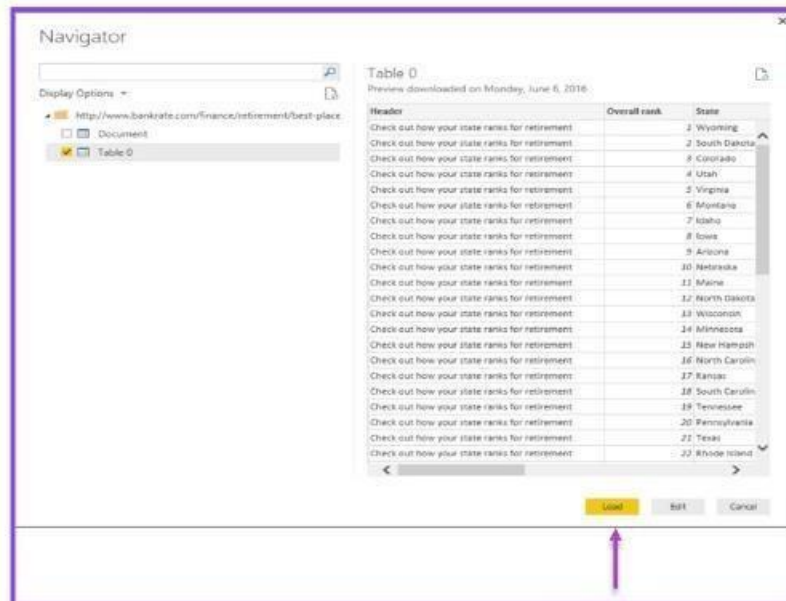 Navigator
Display Options
http://www.bankrate.com/finance/retirement/best-place
Document
Table 0
Table 0
Preview downloaded on Monday, June 6, 2016
Header Overall rank State
Check out how your state ranks for retirement 1 Wyoming
Check out how your state ranks for retirement 2 South Dakota
Check out how your state ranks for retirement 3 Colorado
Check out how your state ranks for retirement 4 Utah
Check out how your state ranks for retirement 5 Virginia
Check out how your state ranks for retirement 6 Montana
Check out how your state ranks for retirement 7 Idaho
Check out how your state ranks for retirement 8 Iowa
Check out how your state ranks for retirement 9 Arizona
Check out how your state ranks for retirement 10 Nebraska
Check out how your state ranks for retirement 11 Maine
Check out how your state ranks for retirement 12 North Dakota
Check out how your state ranks for retirement 13 Wisconsin
Check out how your state ranks for retirement 14 Minnesota
Check out how your state ranks for retirement 15 New Hampsh
Check out how your state ranks for retirement 16 North Carolin
Check out how your state ranks for retirement 17 Kansas
Check out how your state ranks for retirement 18 South Carolin
Check out how your state ranks for retirement 19 Tennessee
Check out how your state ranks for retirement 20 Pennsylvania
Check out how your state ranks for retirement 21 Texas
Check out how your state ranks for retirement 22 Rhode Island
Load Edit Cancel